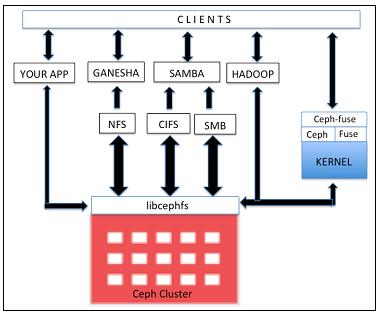 CLIENTS
YOUR APP GANESHA SAMBA HADOOP
NFS CIFS SMB
Ceph-fuse
Ceph Fuse
KERNEL
libcephfs
Ceph Cluster